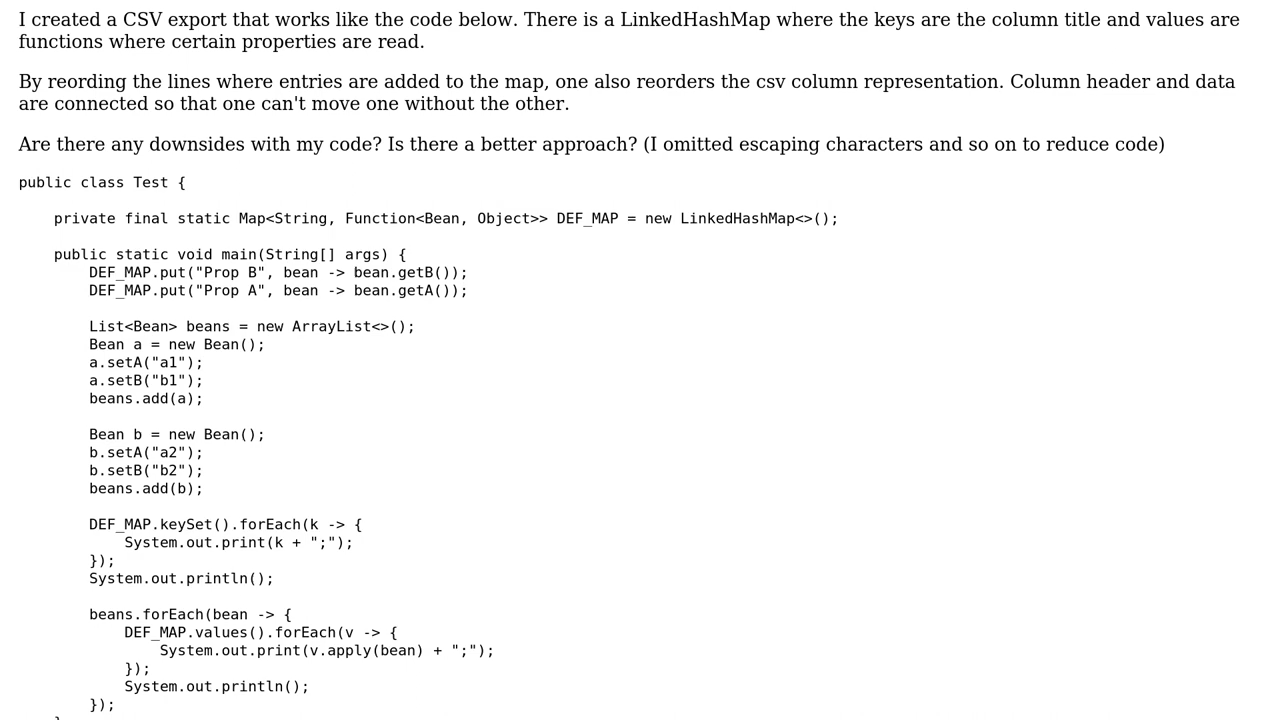 I created a CSV export that works like the code below. There is a LinkedHashMap where the keys are the column title and values are
functions where certain properties are read.
By reording the lines where entries are added to the map, one also reorders the csv column representation. Column header and data
are connected so that one can't move one without the other.
Are there any downsides with my code? Is there a better approach? (I omitted escaping characters and so on to reduce code)
public class Test {
    private final static Map<String, Function<Bean, Object>> DEF_MAP = new LinkedHashMap<>();
    public static void main(String[] args) {
        DEF_MAP.put("Prop B", bean -> bean.getB());
        DEF_MAP.put("Prop A", bean -> bean.getA());
        List<Bean> beans = new ArrayList<>();
        Bean a = new Bean();
        a.setA("a1");
        a.setB("b1");
        beans.add(a);
        Bean b = new Bean();
        b.setA("a2");
        b.setB("b2");
        beans.add(b);
        DEF_MAP.keySet().forEach(k -> {
            System.out.print(k + ";");
        });
        System.out.println();
        beans.forEach(bean -> {
            DEF_MAP.values().forEach(v -> {
                System.out.print(v.apply(bean) + ";");
            });
            System.out.println();
        });